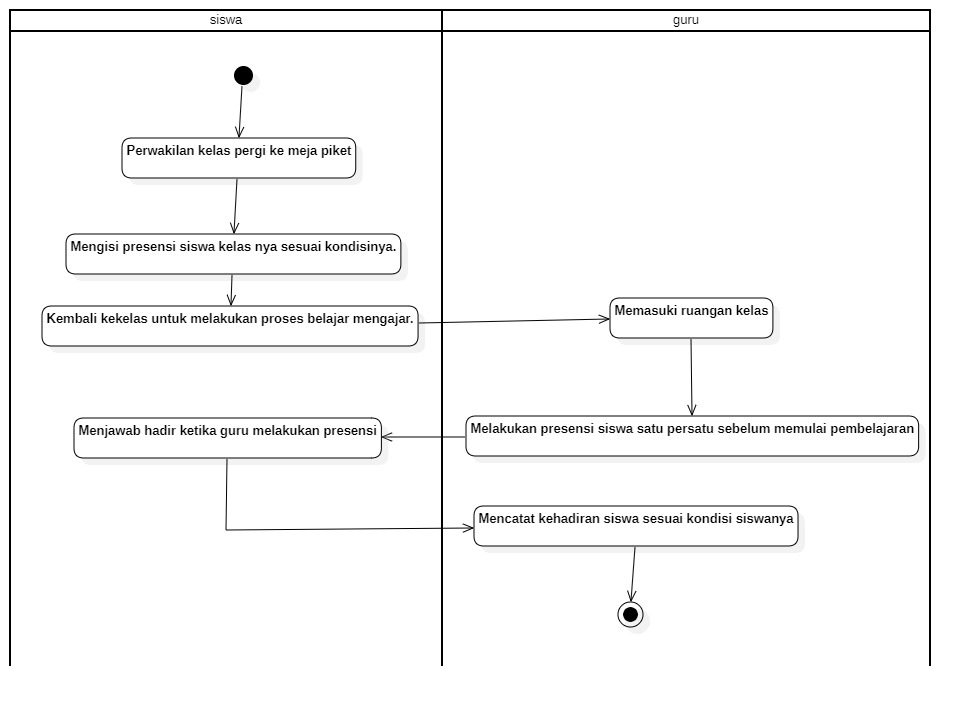 siswa
guru
Perwakilan kelas pergi ke meja piket
Mengisi presensi siswa kelas nya sesuai kondisinya.
Kembali kekelas untuk melakukan proses belajar mengajar.
Memasuki ruangan kelas
Melakukan presensi siswa satu persatu sebelum memulai pembelajaran
Menjawab hadir ketika guru melakukan presensi
Mencatat kehadiran siswa sesuai kondisi siswanya